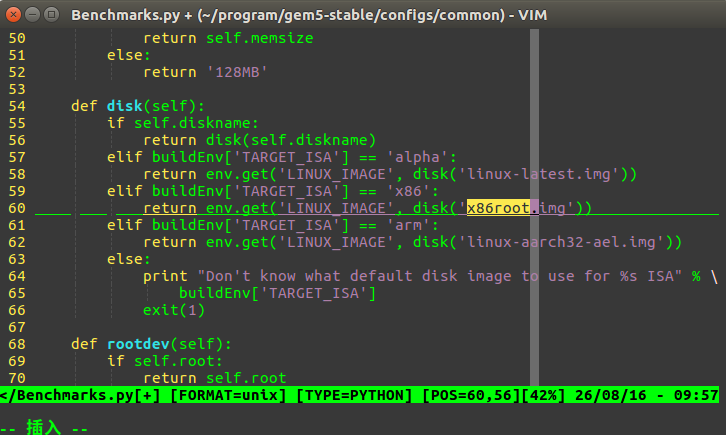 Benchmarks.py + (~/program/gem5-stable/configs/common) - VIM
50             return self.memsize
51         else:
52             return '128MB'
53
54     def disk(self):
55         if self.diskname:
56             return disk(self.diskname)
57         elif buildEnv['TARGET_ISA'] == 'alpha':
58             return env.get('LINUX_IMAGE', disk('linux-latest.img'))
59         elif buildEnv['TARGET_ISA'] == 'x86':
60             return env.get('LINUX_IMAGE', disk('x86root.img'))
61         elif buildEnv['TARGET_ISA'] == 'arm':
62             return env.get('LINUX_IMAGE', disk('linux-aarch32-ael.img'))
63         else:
64             print "Don't know what default disk image to use for %s ISA" % \
65                 buildEnv['TARGET_ISA']
66             exit(1)
67
68     def rootdev(self):
69         if self.root:
70             return self.root
</Benchmarks.py[+] [FORMAT=unix] [TYPE=PYTHON] [POS=60,56][42%] 26/08/16 - 09:57
-- 插入 --